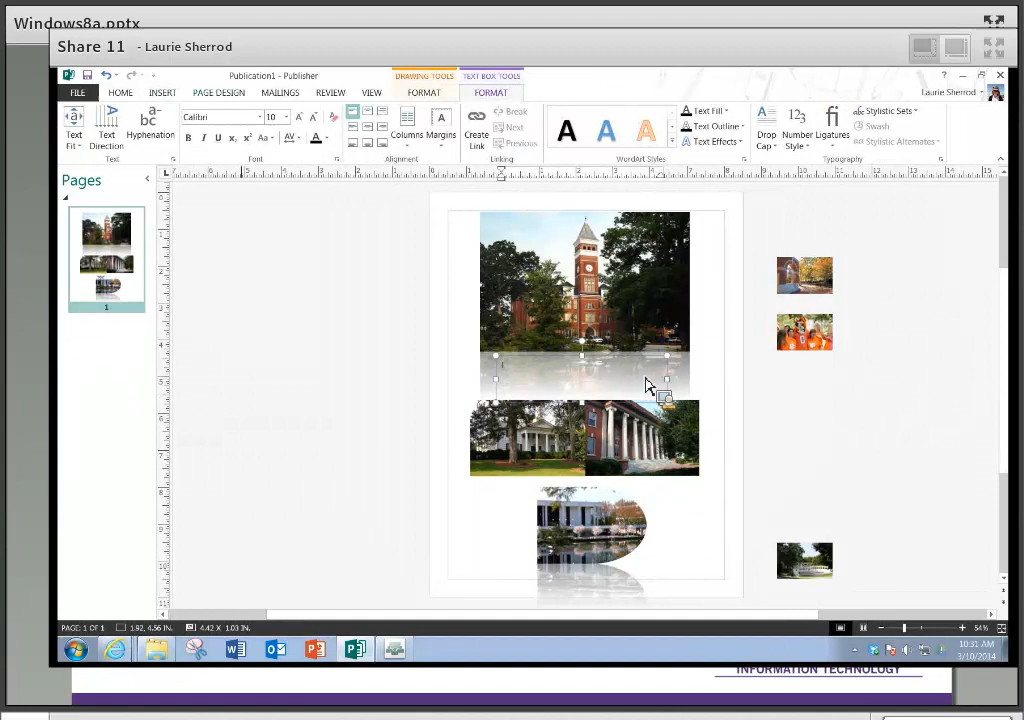 Windows8a.pptx
Share 11 - Laurie Sherrod
Publication1 - Publisher
DRAWING TOOLS
TEXT BOX TOOLS
FILE HOME INSERT PAGE DESIGN MAILINGS REVIEW VIEW FORMAT FORMAT
Laurie Sherrod
Text Fit
Text Direction
Hyphenation
Text
Calibri 10
Font
Columns
Margins
Alignment
Create Link
Break
Next
Previous
Linking
A A A
Text Fill
Text Outline
Text Effects
WordArt Styles
Drop Cap
Number Style
Ligatures
Stylistic Sets
Swash
Stylistic Alternates
Typography
Pages
1
PAGE: 1 OF 1
1.92, 4.56 IN.
4.42 X 1.03 IN.
54%
10:31 AM
3/10/2014
INFORMATION TECHNOLOGY